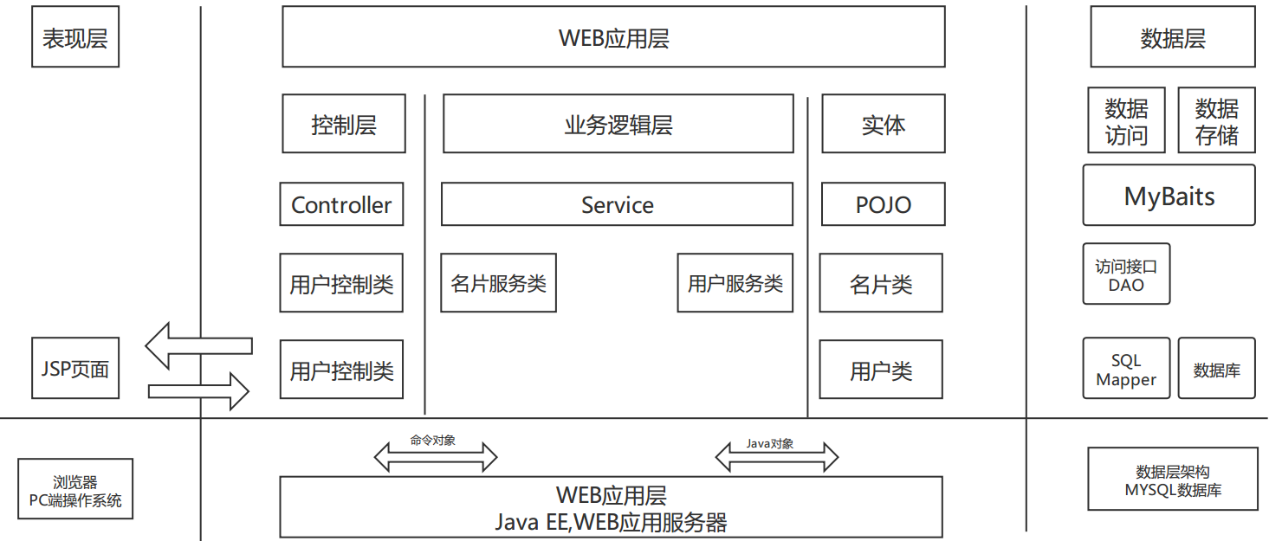 表现层
WEB应用层
数据层
控制层
业务逻辑层
实体
数据
访问
数据
存储
Controller
Service
POJO
MyBaits
用户控制类
名片服务类
用户服务类
名片类
访问接口
DAO
JSP页面
用户控制类
用户类
SQL
Mapper
数据库
命令对象
Java对象
浏览器
PC端操作系统
WEB应用层
Java EE,WEB应用服务器
数据层架构
MYSQL数据库